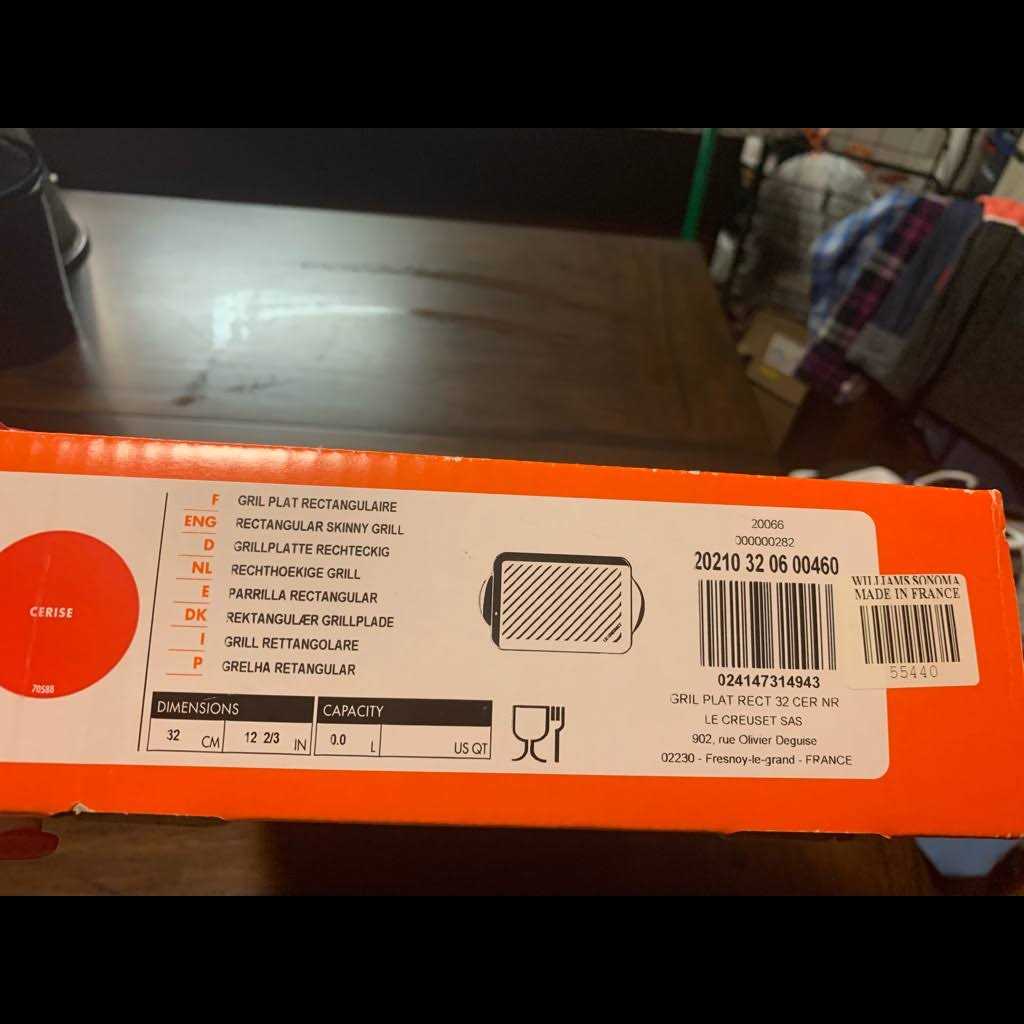 CERISE
70588
F GRIL PLAT RECTANGULAIRE
ENG RECTANGULAR SKINNY GRILL
D GRILLPLATTE RECHTECKIG
NL RECHTHOEKIGE GRILL
E PARRILLA RECTANGULAR
DK REKTANGULÆR GRILLPLADE
I GRILL RETTANGOLARE
P GRELHA RETANGULAR
DIMENSIONS
32 CM 12 2/3 IN
CAPACITY
0.0 L US QT
20066
000000282
20210 32 06 00460
024147314943
GRIL PLAT RECT 32 CER NR
LE CREUSET SAS
902, rue Olivier Deguise
02230 - Fresnoy-le-grand - FRANCE
WILLIAMS SONOMA
MADE IN FRANCE
55440